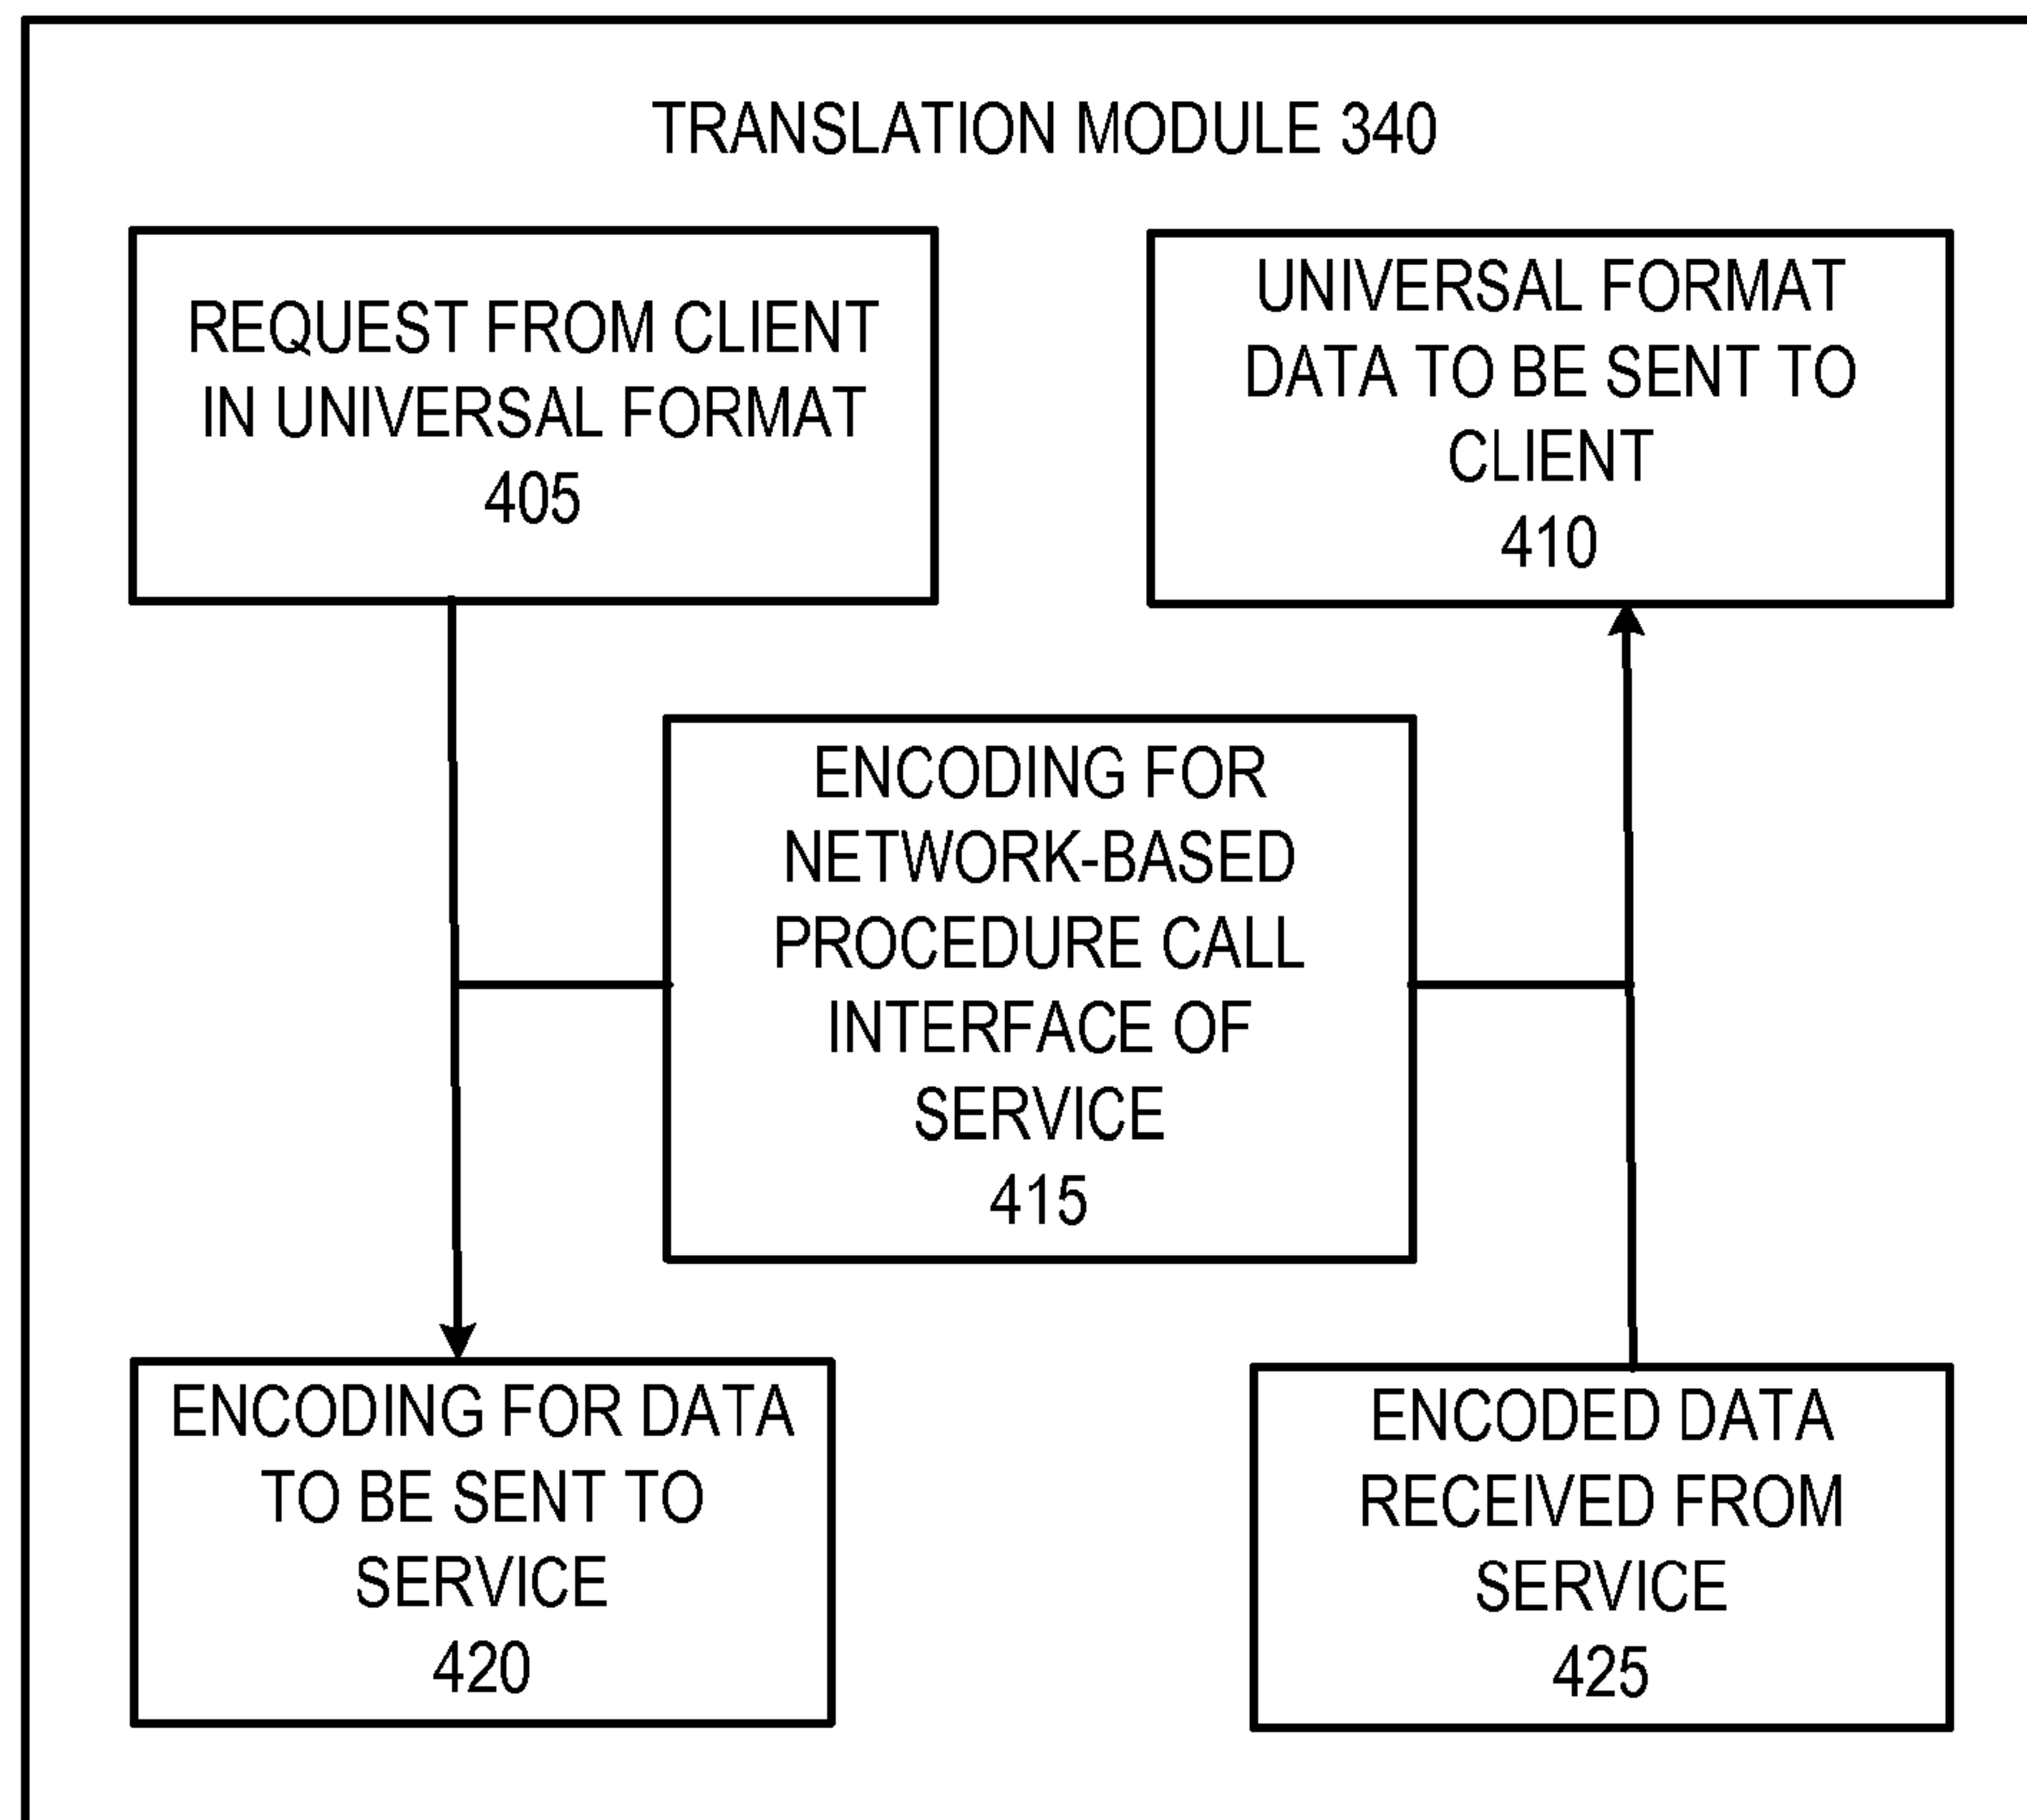 TRANSLATION MODULE 340
REQUEST FROM CLIENT
IN UNIVERSAL FORMAT
405
UNIVERSAL FORMAT
DATA TO BE SENT TO
CLIENT
410
ENCODING FOR
NETWORK-BASED
PROCEDURE CALL
INTERFACE OF
SERVICE
415
ENCODING FOR DATA
TO BE SENT TO
SERVICE
420
ENCODED DATA
RECEIVED FROM
SERVICE
425